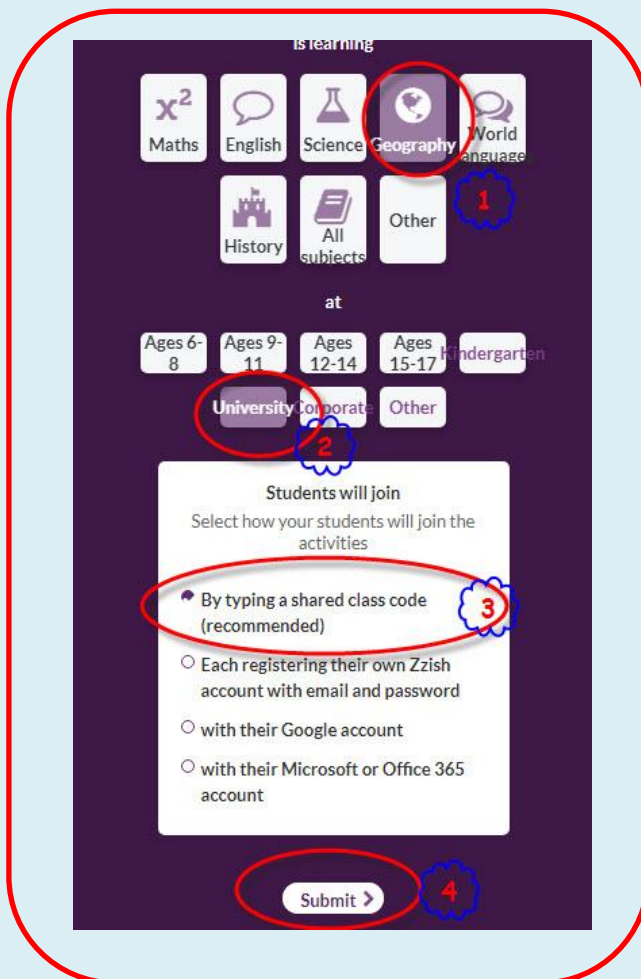 is learning
x²
Maths
English
Science
Geography
World
anguage
1
History
All
subjects
Other
at
Ages 6-
8
Ages 9-
11
Ages
12-14
Ages
15-17
Kindergarten
University
Corporate
Other
2
Students will join
Select how your students will join the
activities
By typing a shared class code
(recommended)
3
Each registering their own Zzish
account with email and password
with their Google account
with their Microsoft or Office 365
account
Submit
4